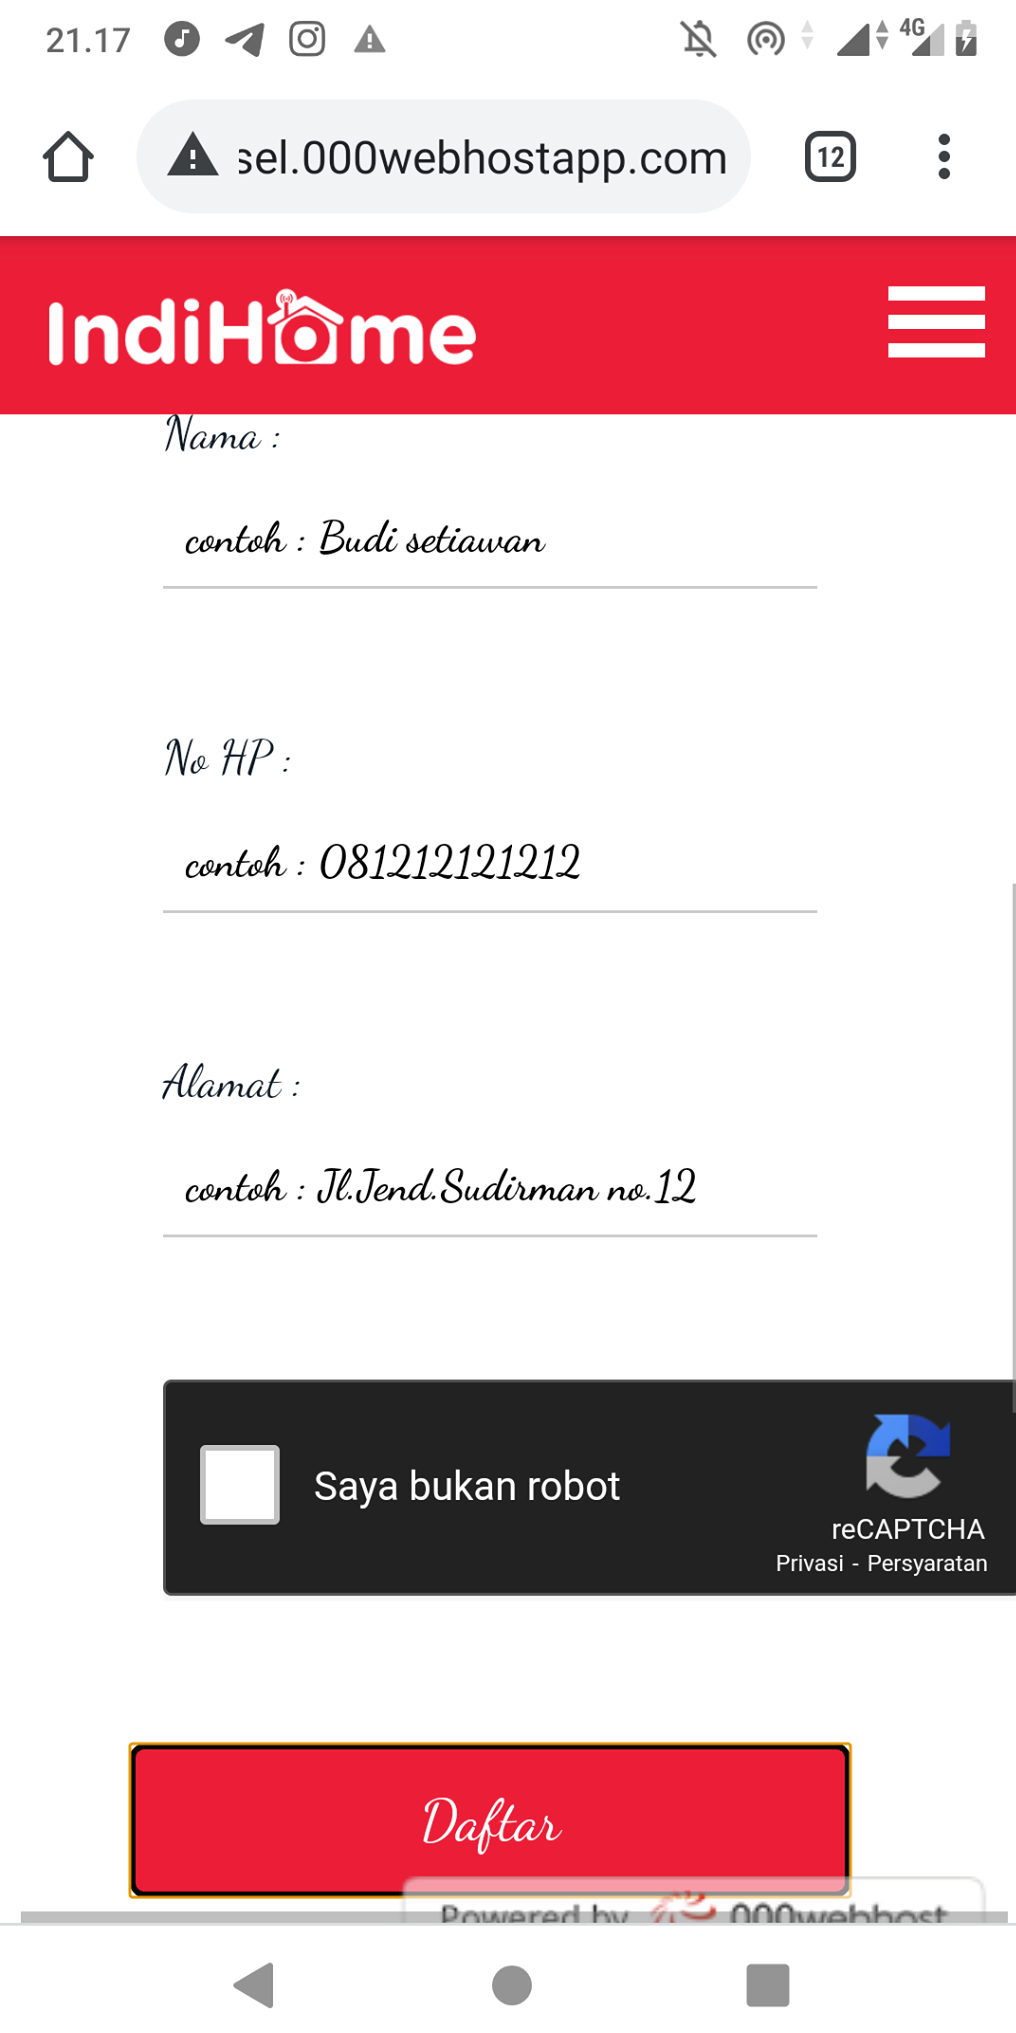 21.17
4G
sel.000webhostapp.com
12
IndiHome
Nama :
contoh : Budi setiawan
No HP :
contoh : 081212121212
Alamat :
contoh : Jl.Jend.Sudirman no.12
Saya bukan robot
reCAPTCHA
Privasi - Persyaratan
Daftar
Powered by 000webhost